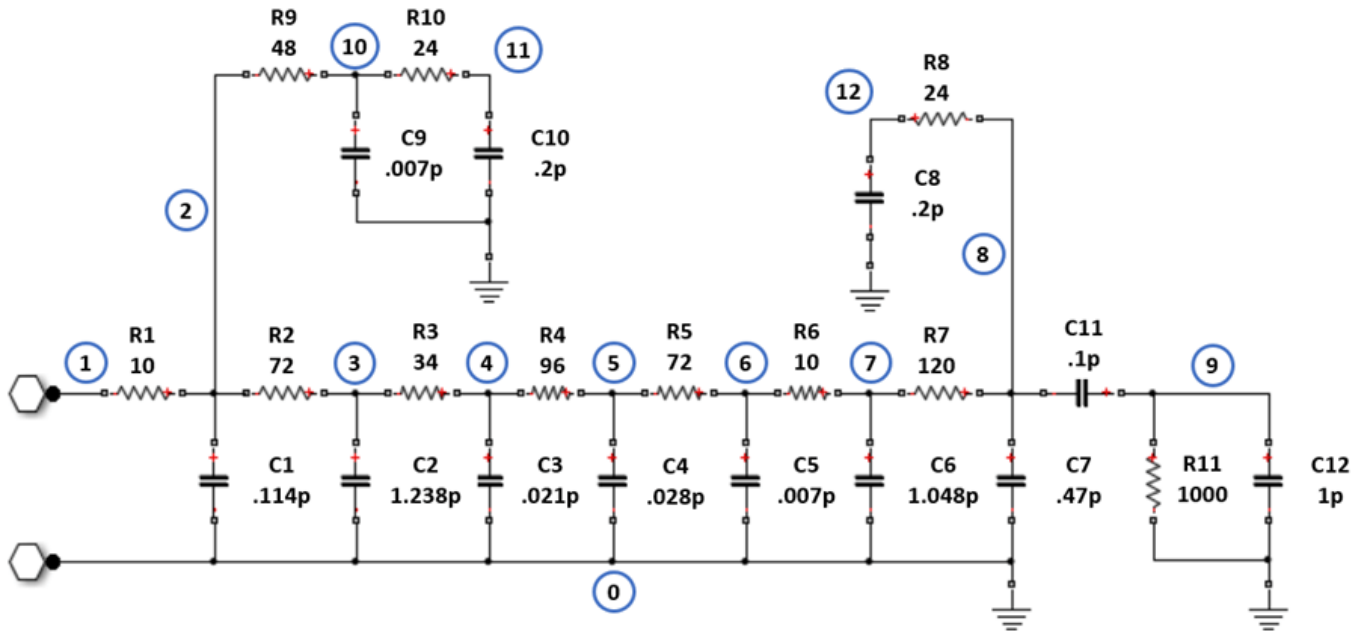 R9
48
10
R10
24
11
C9
.007p
C10
.2p
2
12
R8
24
C8
.2p
8
1
R1
10
R2
72
3
R3
34
4
R4
96
5
R5
72
6
R6
10
7
R7
120
C11
.1p
9
C1
.114p
C2
1.238p
C3
.021p
C4
.028p
C5
.007p
C6
1.048p
C7
.47p
R11
1000
C12
1p
0